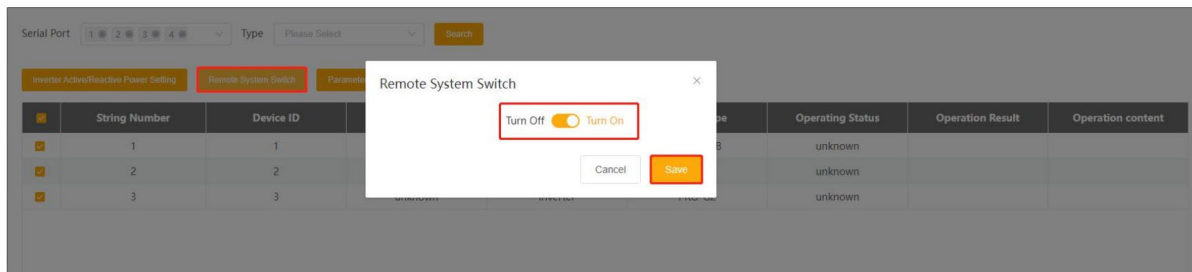 Serial Port 1 2 3 4 Type Please Select Search
Inverter Active/Reactive Power Setting Remote System Switch Parameter
Remote System Switch
Turn Off Turn On
Cancel Save
String Number Device ID Operating Status Operation Result Operation content
1 1 unknown
2 2 unknown
3 3 unknown Inverter unknown